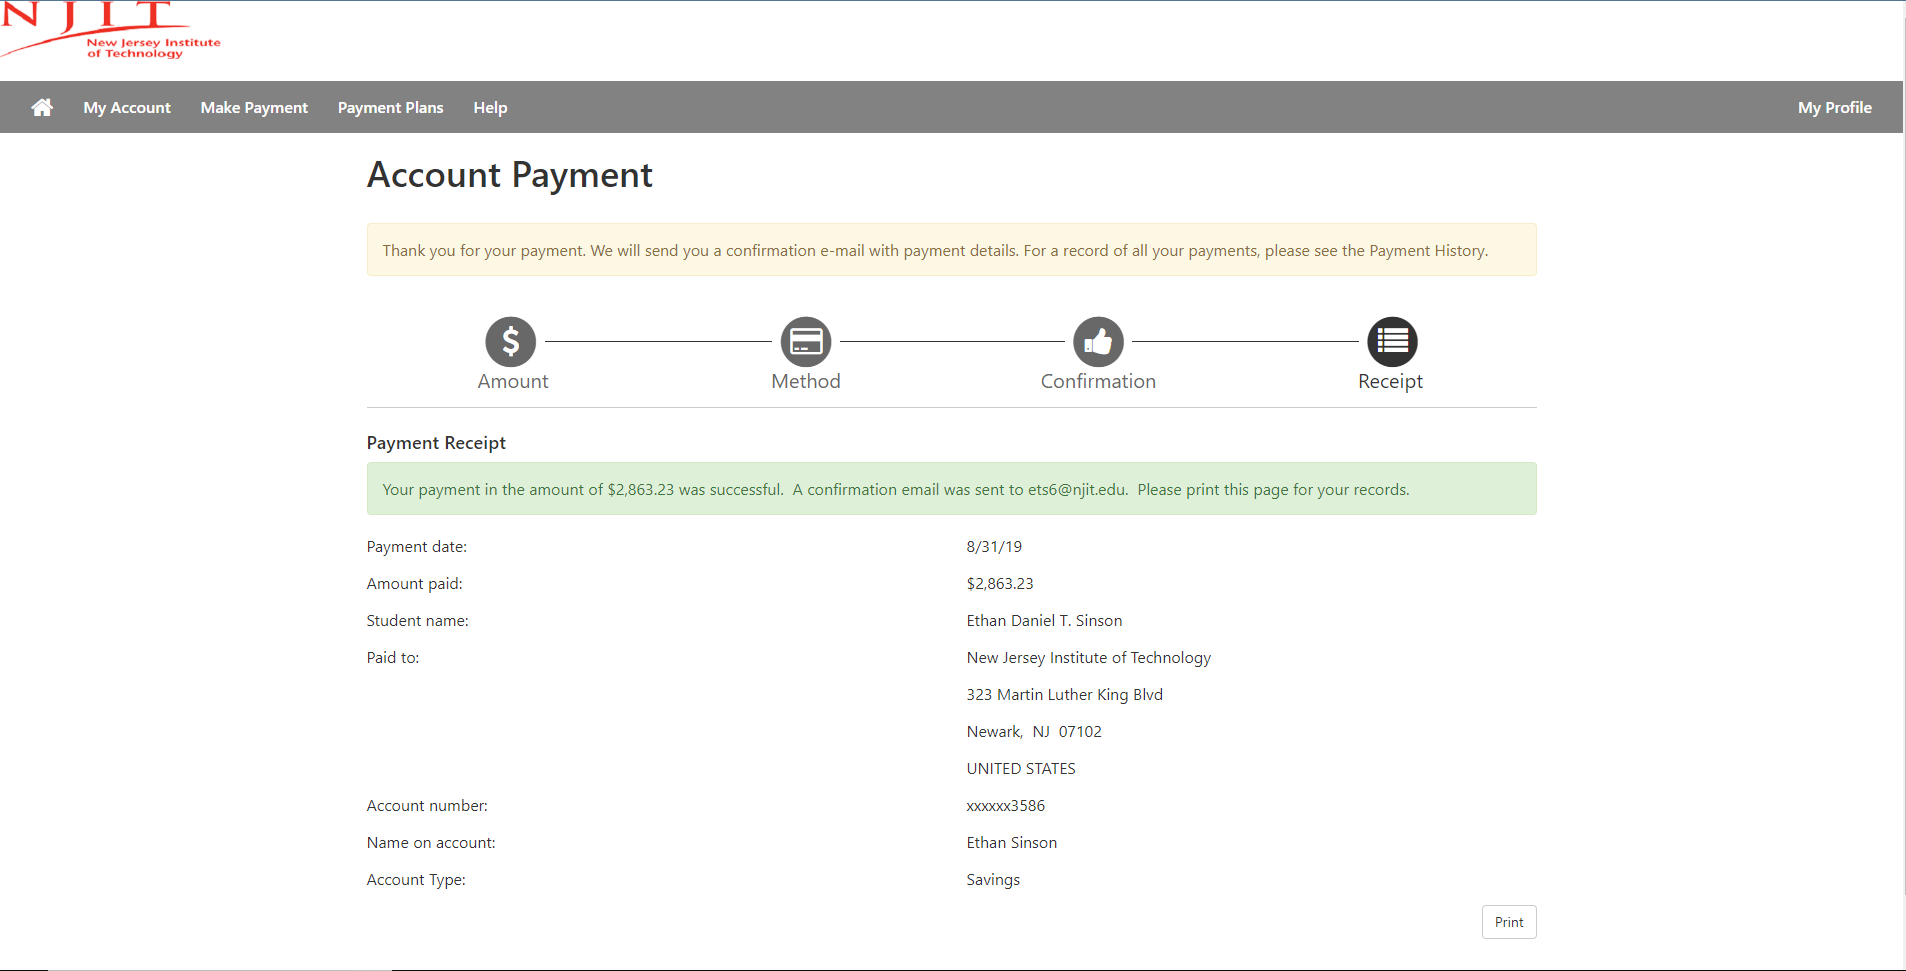 NJIT
New Jersey Institute
of Technology
My Account Make Payment Payment Plans Help My Profile
Account Payment
Thank you for your payment. We will send you a confirmation e-mail with payment details. For a record of all your payments, please see the Payment History.
Amount Method Confirmation Receipt
Payment Receipt
Your payment in the amount of $2,863.23 was successful. A confirmation email was sent to ets6@njit.edu. Please print this page for your records.
Payment date: 8/31/19
Amount paid: $2,863.23
Student name: Ethan Daniel T. Sinson
Paid to: New Jersey Institute of Technology
323 Martin Luther King Blvd
Newark, NJ 07102
UNITED STATES
Account number: xxxxxx3586
Name on account: Ethan Sinson
Account Type: Savings
Print